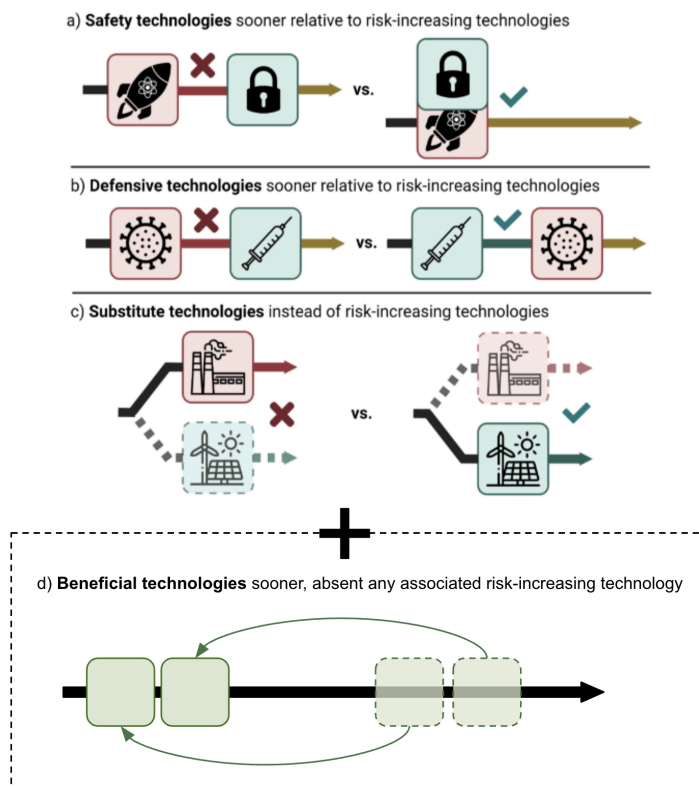 a) Safety technologies sooner relative to risk-increasing technologies
vs.
b) Defensive technologies sooner relative to risk-increasing technologies
vs.
c) Substitute technologies instead of risk-increasing technologies
vs.
d) Beneficial technologies sooner, absent any associated risk-increasing technology